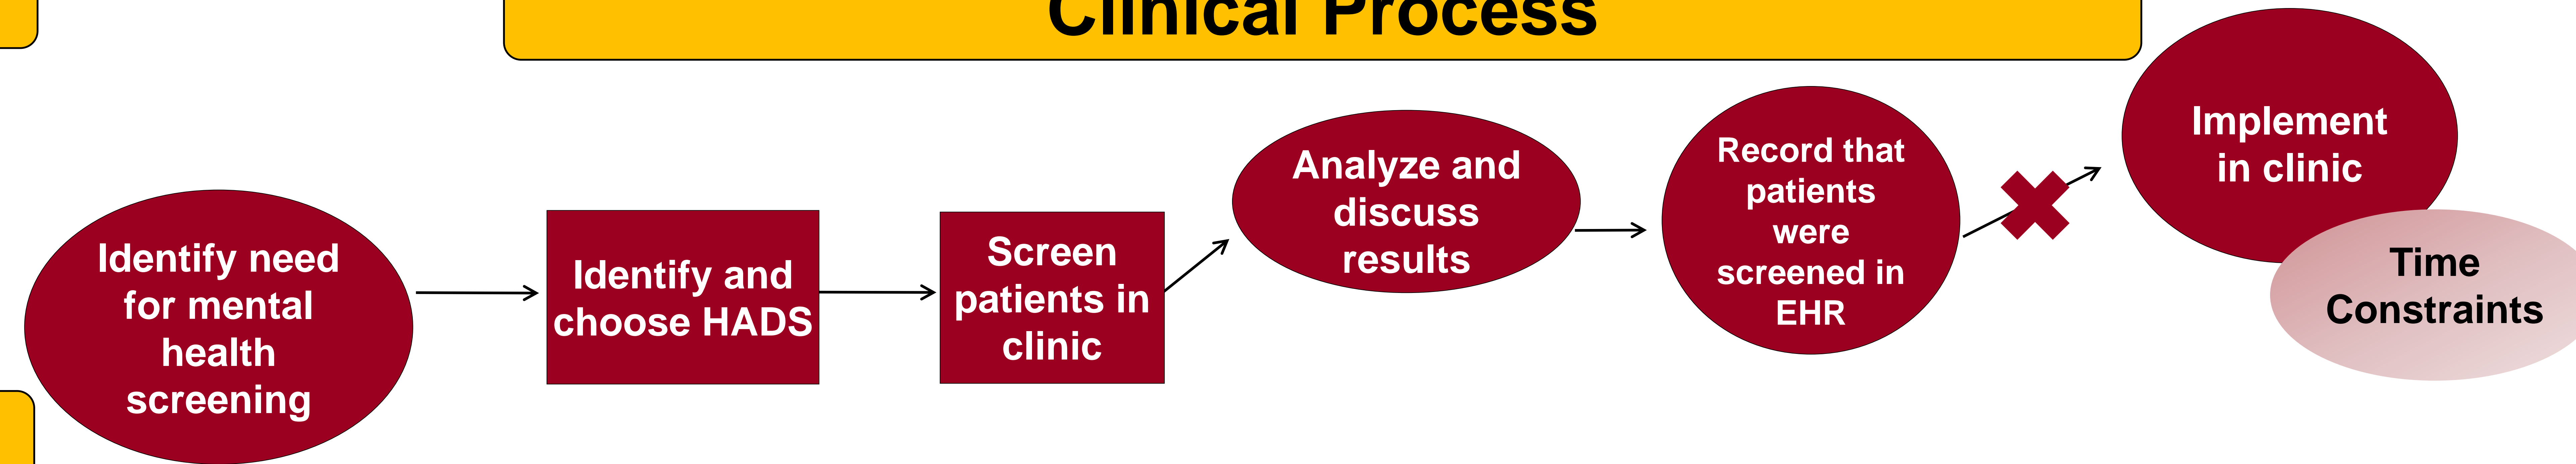 Clinical Process
Identify need
for mental
health
screening
Identify and
choose HADS
Screen
patients in
clinic
Analyze and
discuss
results
Record that
patients
were
screened in
EHR
Implement
in clinic
Time
Constraints